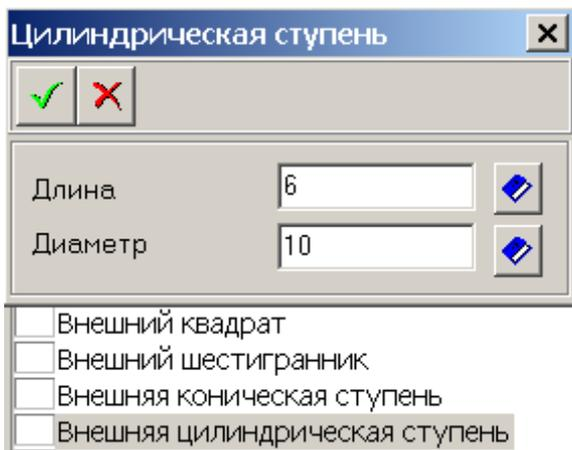 Цилиндрическая ступень
Длина 6
Диаметр 10
Внешний квадрат
Внешний шестигранник
Внешняя коническая ступень
Внешняя цилиндрическая ступень